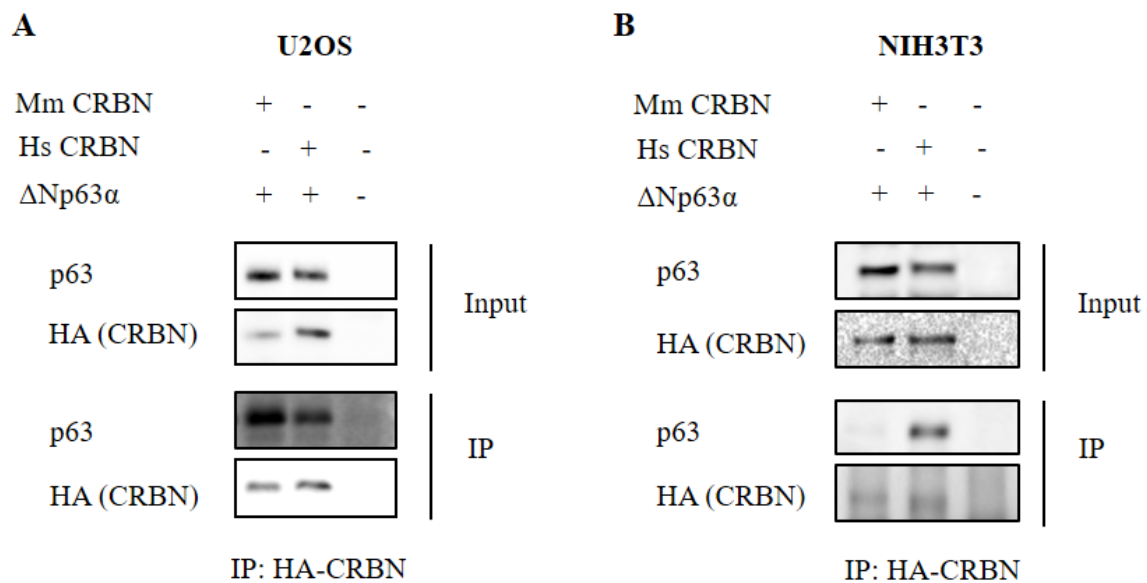 A
U2OS
Mm CRBN + - -
Hs CRBN - + -
ΔNp63α + + -
p63
HA (CRBN)
Input
p63
HA (CRBN)
IP
IP: HA-CRBN
B
NIH3T3
Mm CRBN + - -
Hs CRBN - + -
ΔNp63α + + -
p63
HA (CRBN)
Input
p63
HA (CRBN)
IP
IP: HA-CRBN